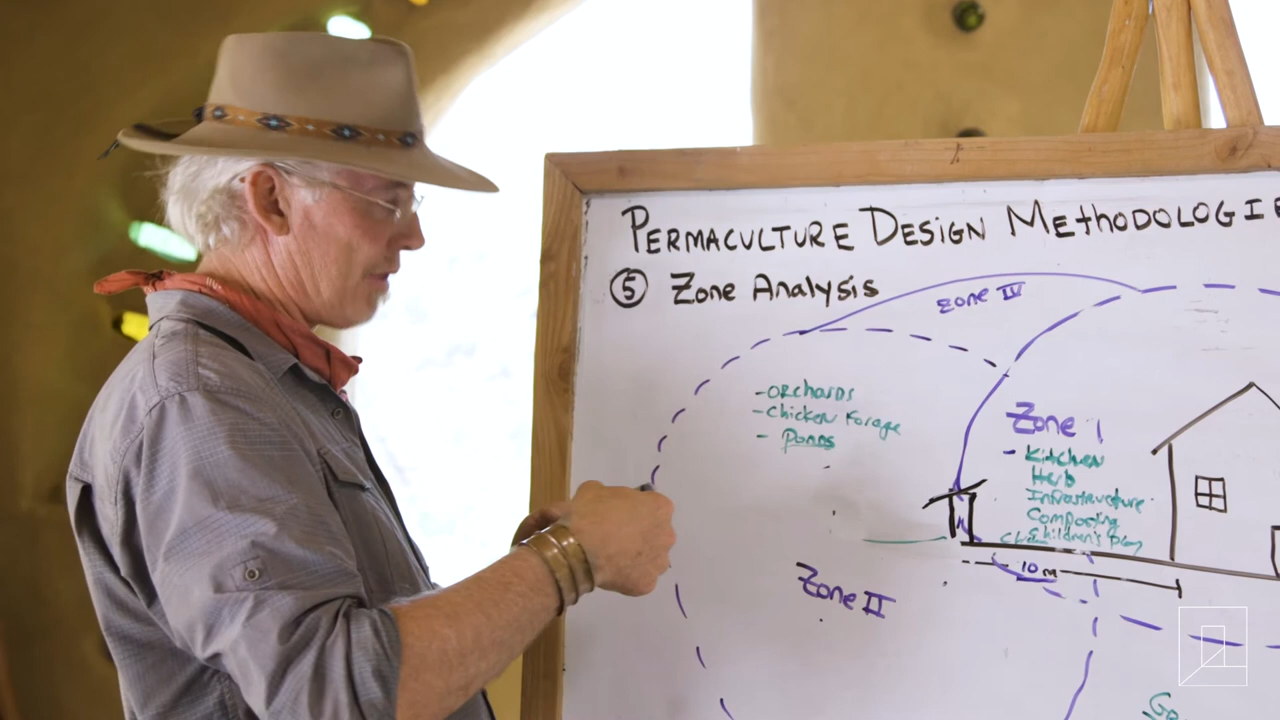 PERMACULTURE DESIGN METHODOLOGIE
⑤ Zone Analysis
Zone IV
- Orchards
- Chicken Forage
- Ponds
Zone I
- Kitchen
Herb
Infrastructure
Composting
Children's Play
10 m
Zone II